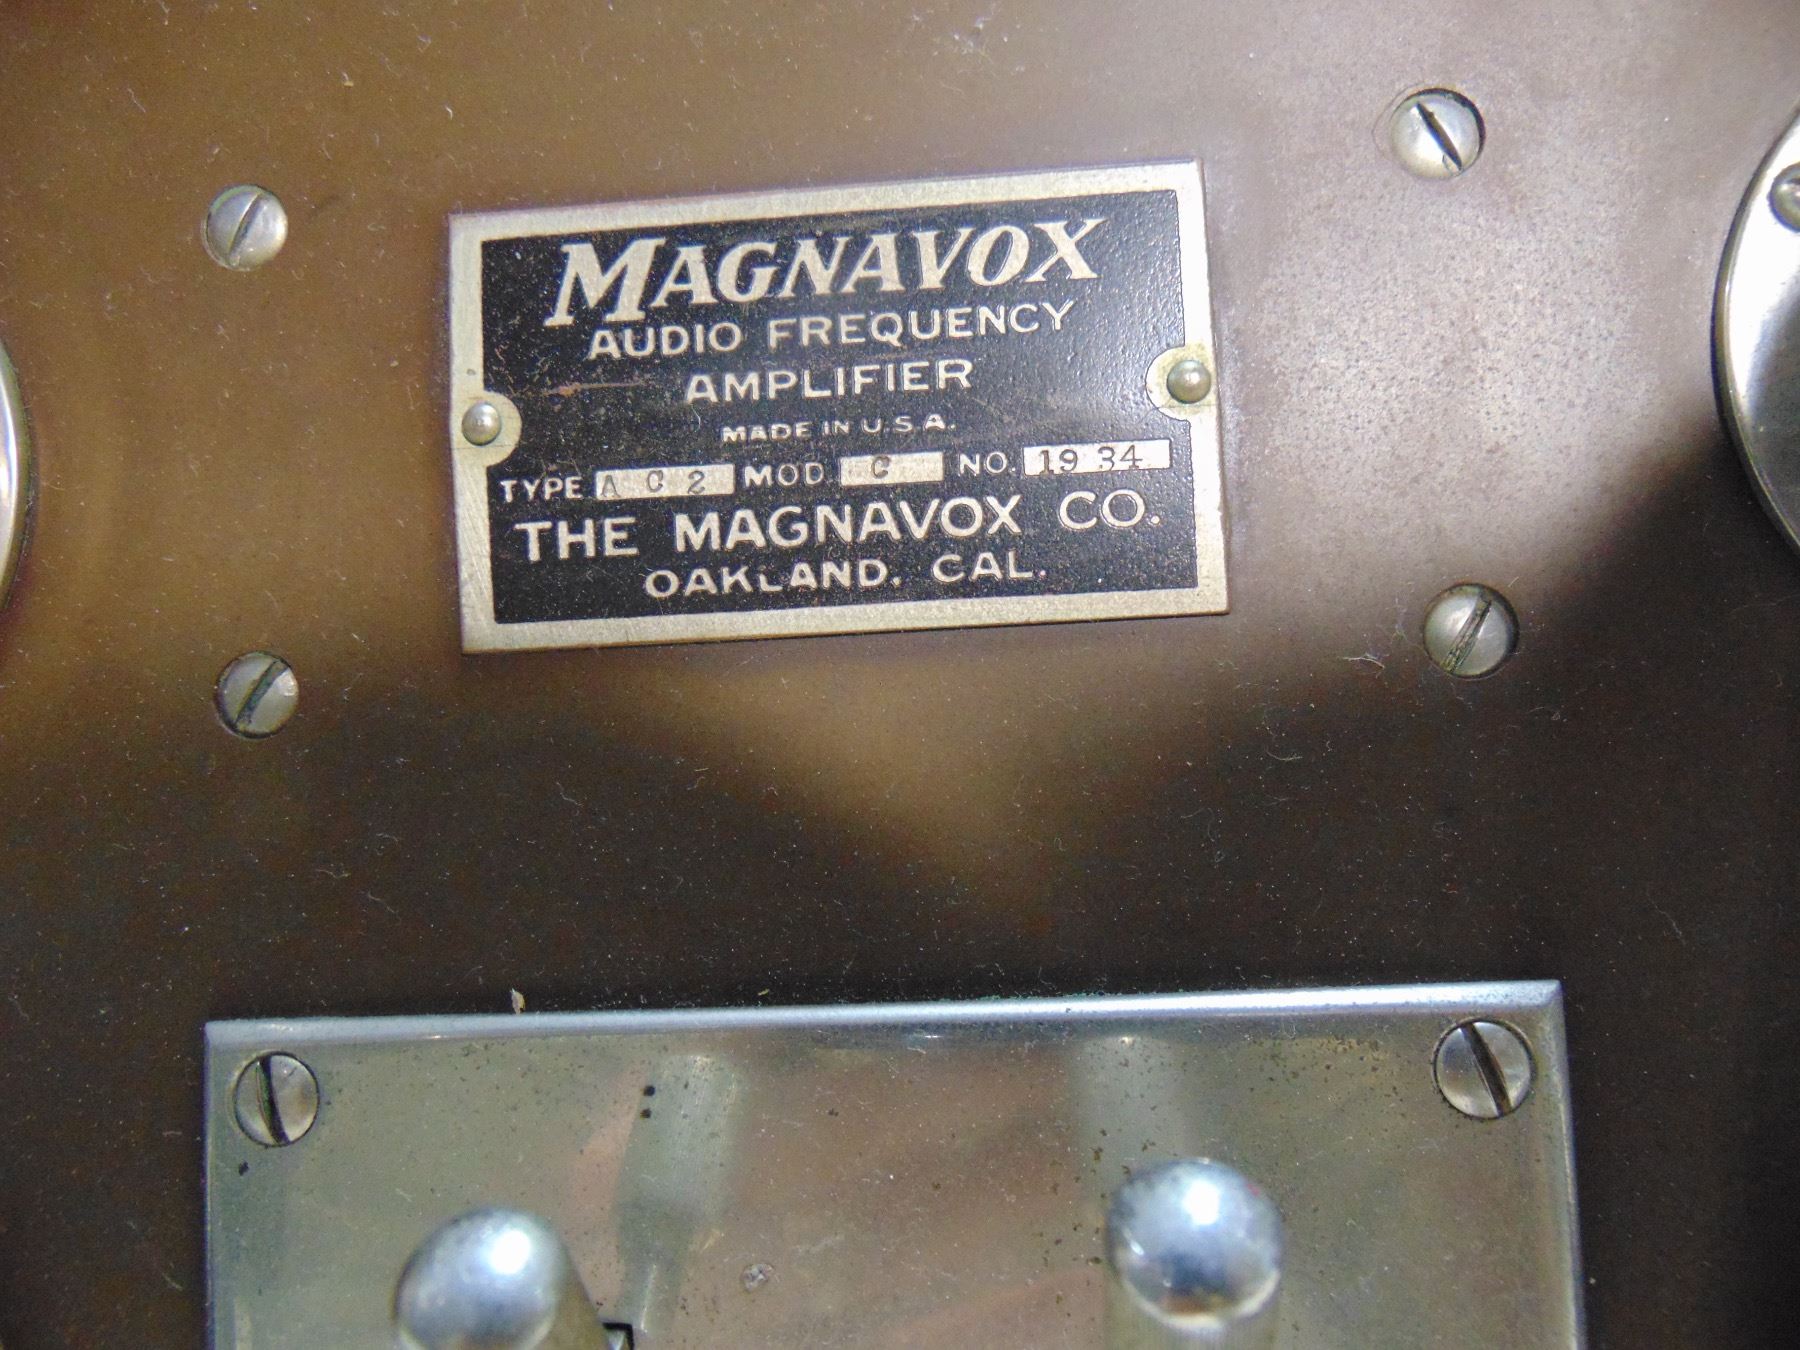 MAGNAVOX
AUDIO FREQUENCY
AMPLIFIER
MADE IN U.S.A.
TYPE A C 2 MOD. C NO. 19 34
THE MAGNAVOX CO.
OAKLAND. CAL.